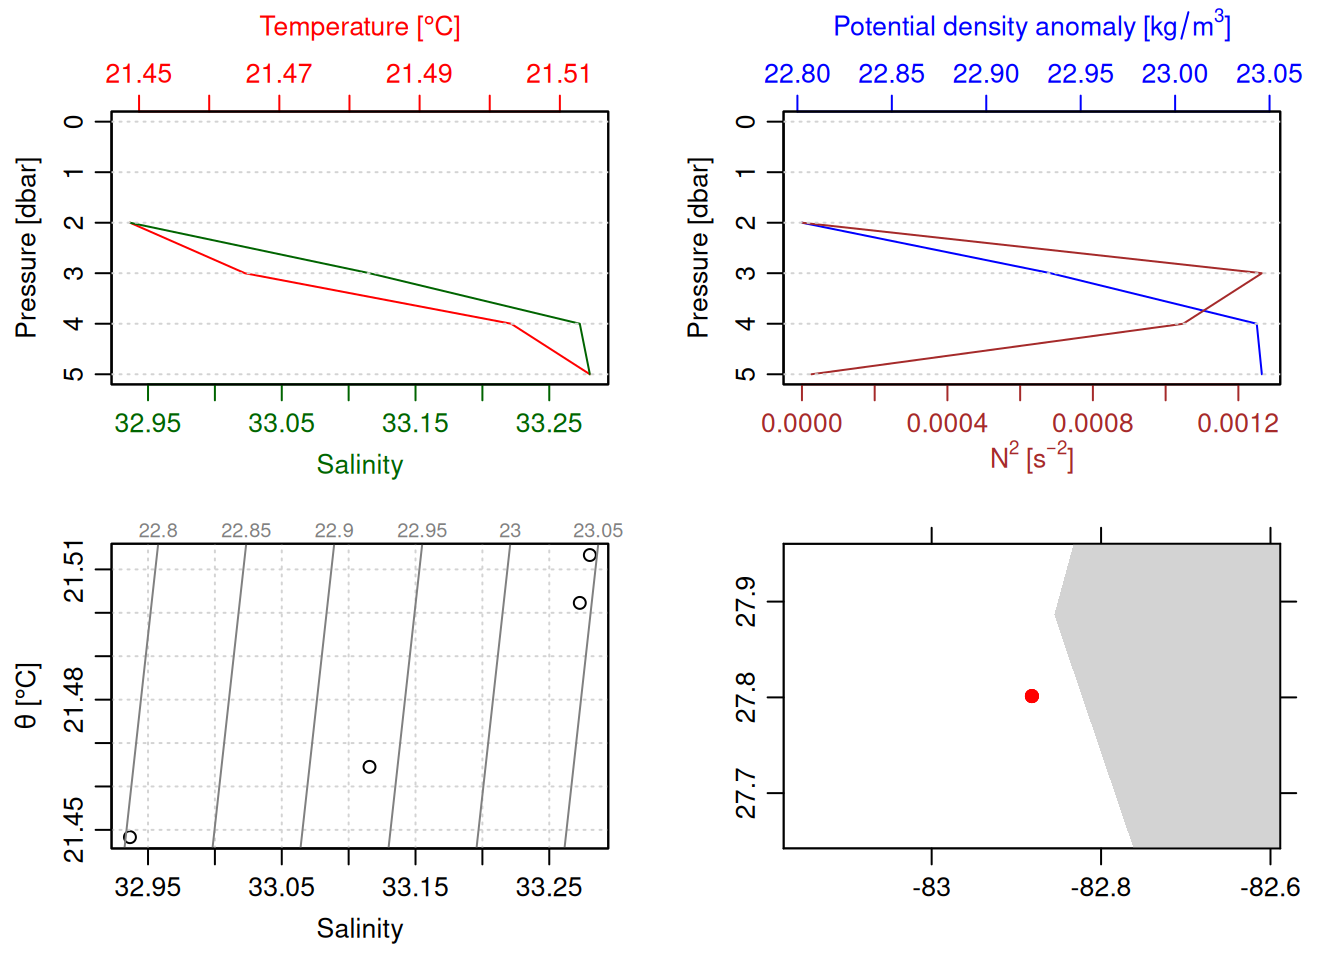 Temperature [°C]
21.45 21.47 21.49 21.51
0
1
2
3
4
5
Pressure [dbar]
32.95 33.05 33.15 33.25
Salinity
Potential density anomaly [kg/m³]
22.80 22.85 22.90 22.95 23.00 23.05
0
1
2
3
4
5
Pressure [dbar]
0.0000 0.0004 0.0008 0.0012
N² [s⁻²]
22.8 22.85 22.9 22.95 23 23.05
21.51
21.48
21.45
θ [°C]
32.95 33.05 33.15 33.25
Salinity
27.9
27.8
27.7
-83 -82.8 -82.6